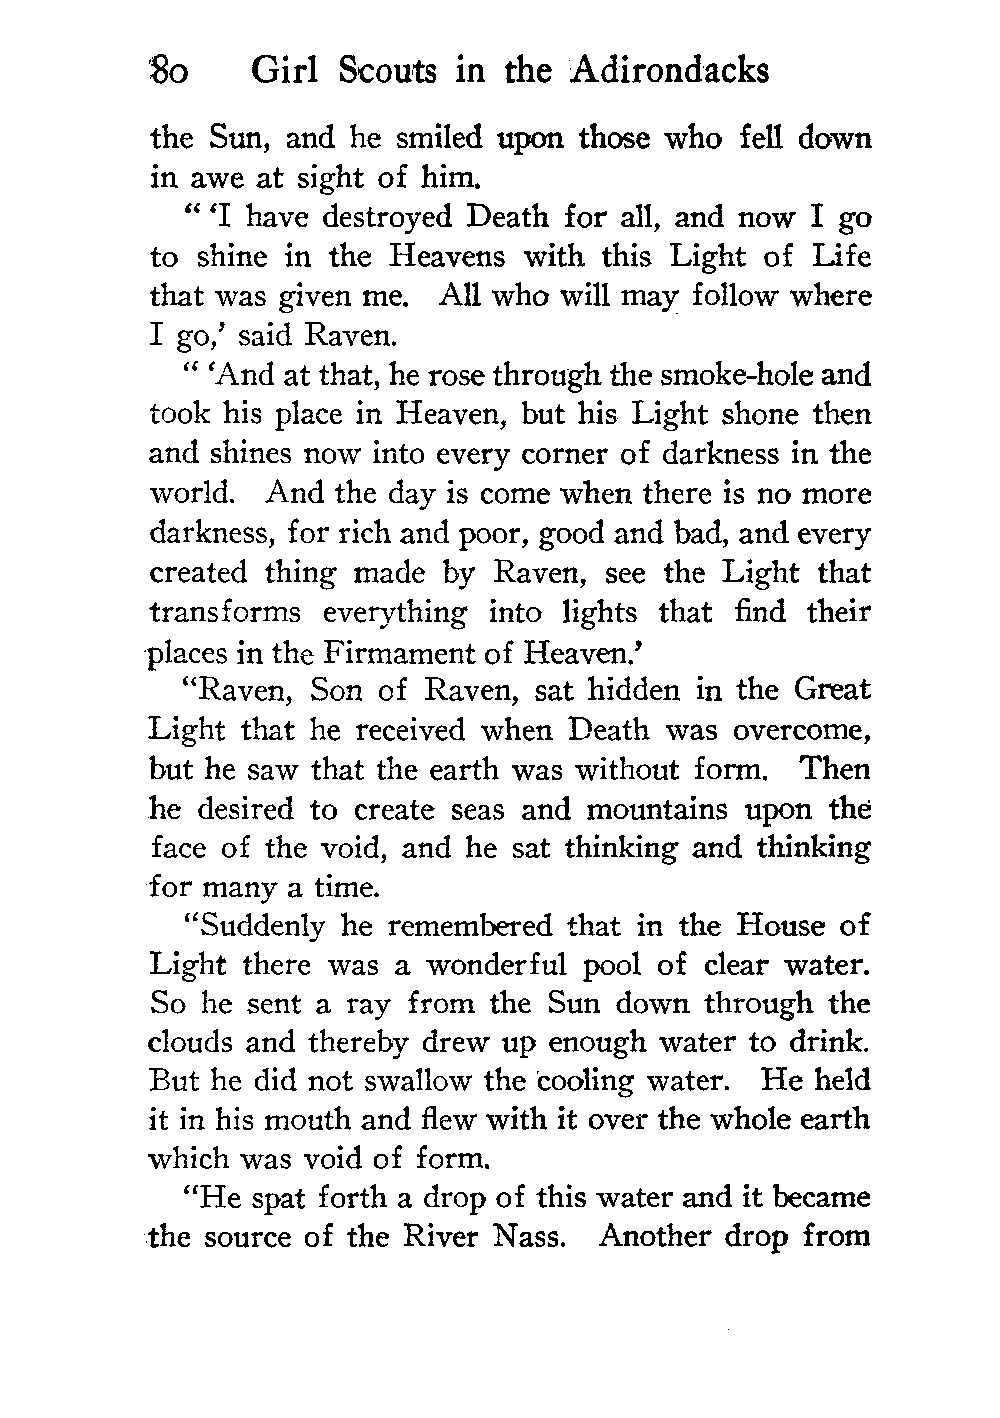 80 Girl Scouts in the Adirondacks
the Sun, and he smiled upon those who fell down
in awe at sight of him.
“ ‘I have destroyed Death for all, and now I go
to shine in the Heavens with this Light of Life
that was given me. All who will may follow where
I go,’ said Raven.
“ ‘And at that, he rose through the smoke-hole and
took his place in Heaven, but his Light shone then
and shines now into every corner of darkness in the
world. And the day is come when there is no more
darkness, for rich and poor, good and bad, and every
created thing made by Raven, see the Light that
transforms everything into lights that find their
places in the Firmament of Heaven.’
“Raven, Son of Raven, sat hidden in the Great
Light that he received when Death was overcome,
but he saw that the earth was without form. Then
he desired to create seas and mountains upon the
face of the void, and he sat thinking and thinking
for many a time.
“Suddenly he remembered that in the House of
Light there was a wonderful pool of clear water.
So he sent a ray from the Sun down through the
clouds and thereby drew up enough water to drink.
But he did not swallow the cooling water. He held
it in his mouth and flew with it over the whole earth
which was void of form.
“He spat forth a drop of this water and it became
the source of the River Nass. Another drop from